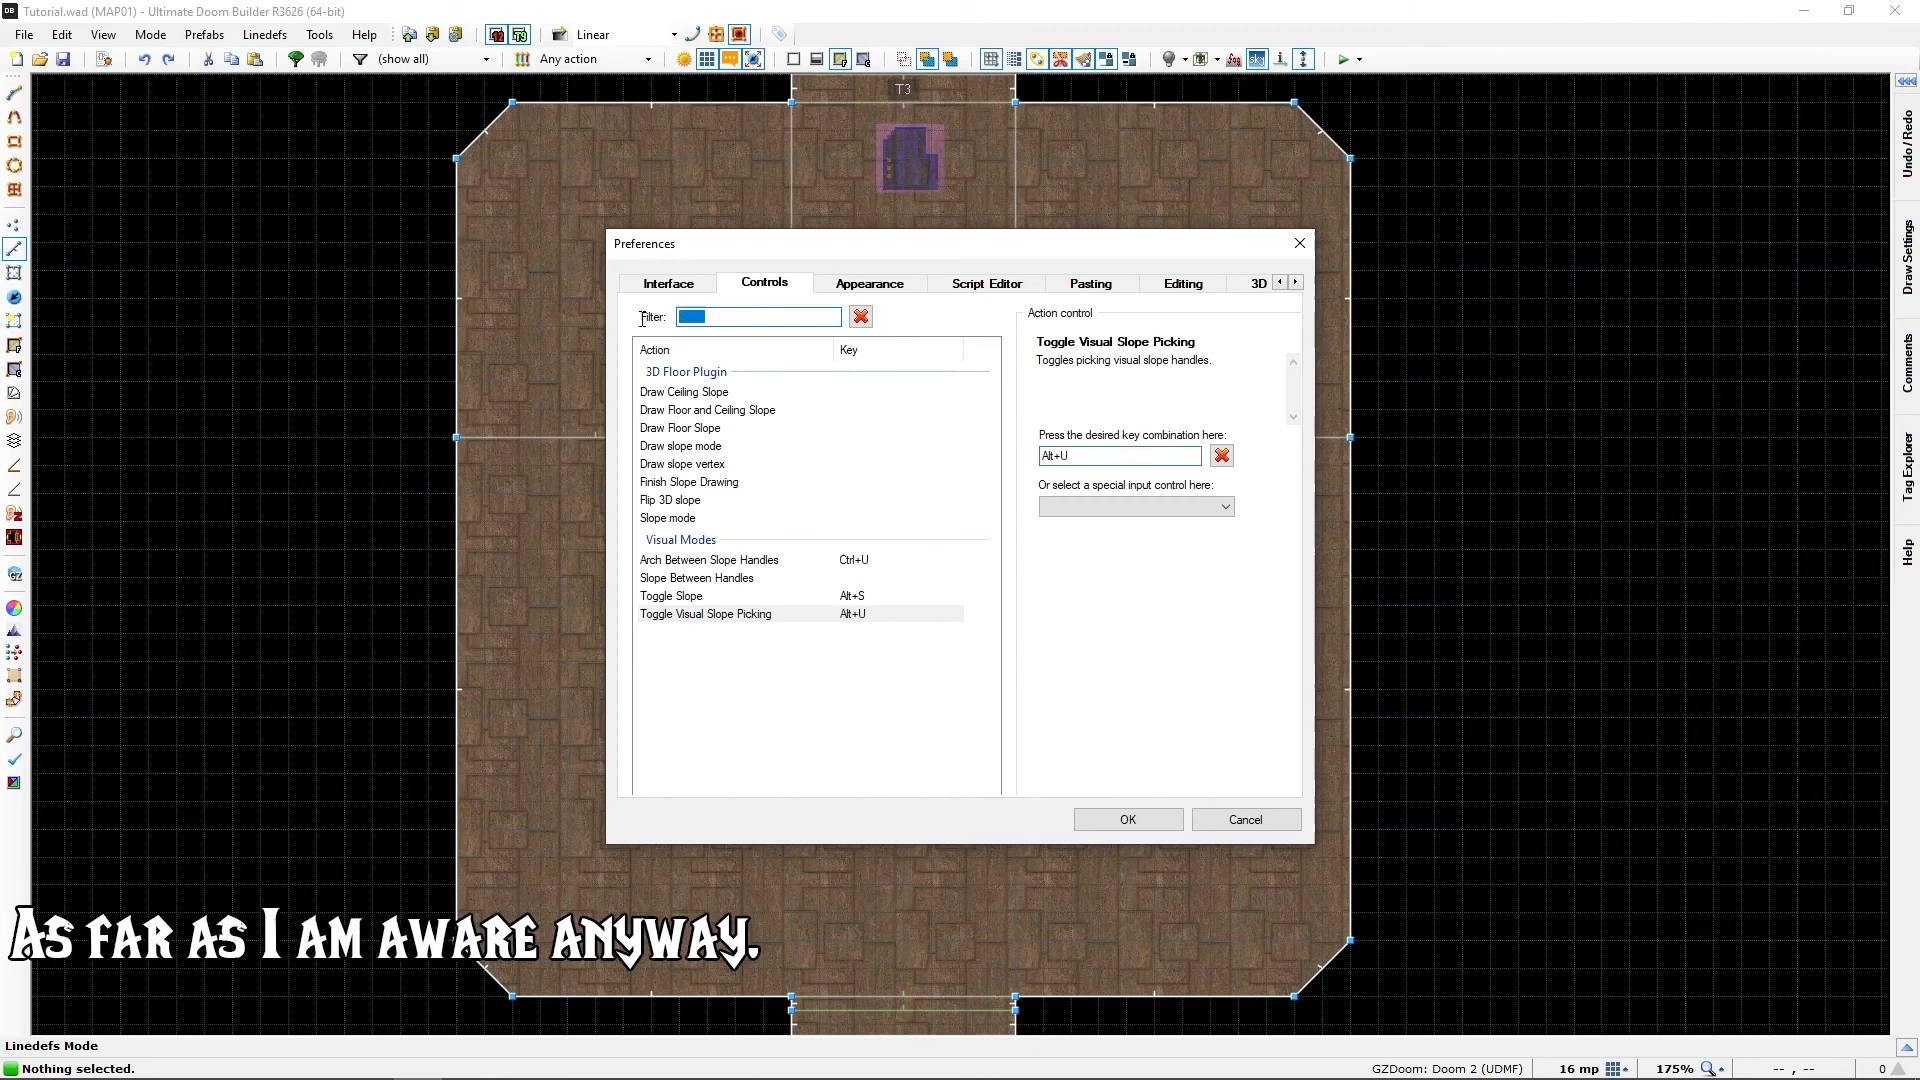 Tutorial.wad (MAP01) - Ultimate Doom Builder R3626 (64-bit)
File Edit View Mode Prefabs Linedefs Tools Help Linear
(show all) Any action
T3
Undo / Redo
Draw Settings
Comments
Tag Explorer
Help
Preferences
Interface Controls Appearance Script Editor Pasting Editing 3D
Filter:
Action Key
3D Floor Plugin
Draw Ceiling Slope
Draw Floor and Ceiling Slope
Draw Floor Slope
Draw slope mode
Draw slope vertex
Finish Slope Drawing
Flip 3D slope
Slope mode
Visual Modes
Arch Between Slope Handles Ctrl+U
Slope Between Handles
Toggle Slope Alt+S
Toggle Visual Slope Picking Alt+U
Action control
Toggle Visual Slope Picking
Toggles picking visual slope handles.
Press the desired key combination here:
Alt+U
Or select a special input control here:
OK Cancel
As far as I am aware anyway.
Linedefs Mode
Nothing selected.
GZDoom: Doom 2 (UDMF) 16 mp 175% -- , -- 0